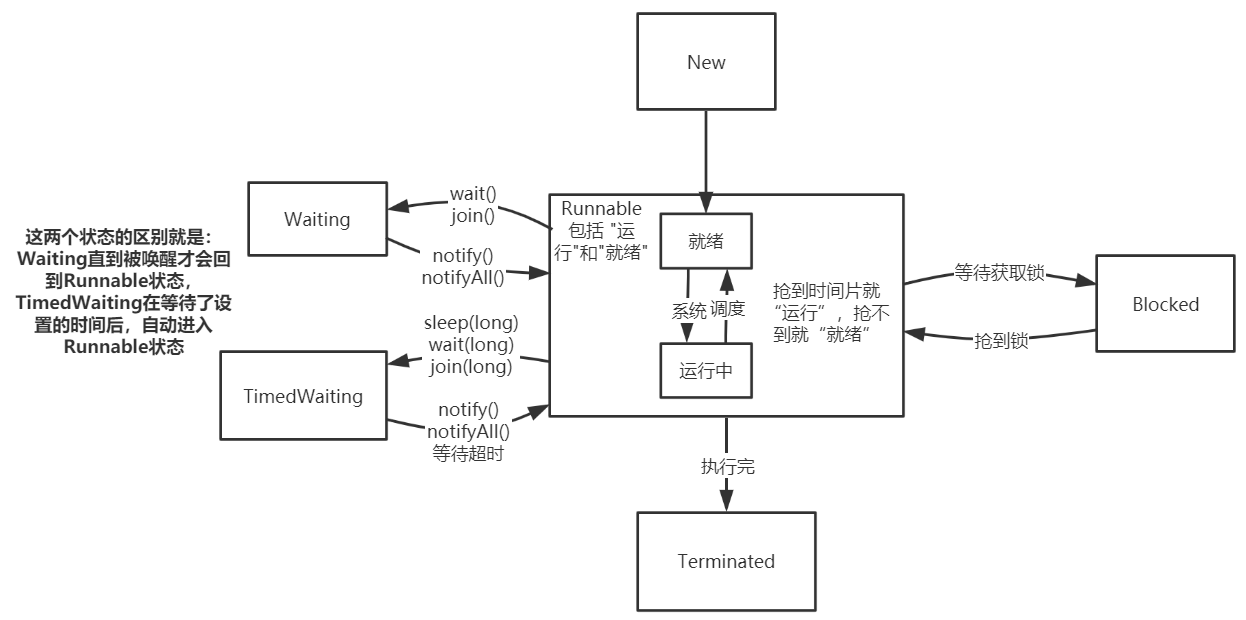 New
wait()
join()
Waiting
notify()
notifyAll()
这两个状态的区别就是：
Waiting直到被唤醒才会回
到Runnable状态，
TimedWaiting在等待了设
置的时间后，自动进入
Runnable状态
sleep(long)
wait(long)
join(long)
TimedWaiting
notify()
notifyAll()
等待超时
Runnable
包括 "运
行"和"就绪"
就绪
系统 调度
运行中
抢到时间片就
“运行”，抢不
到就“就绪”
等待获取锁
Blocked
抢到锁
执行完
Terminated